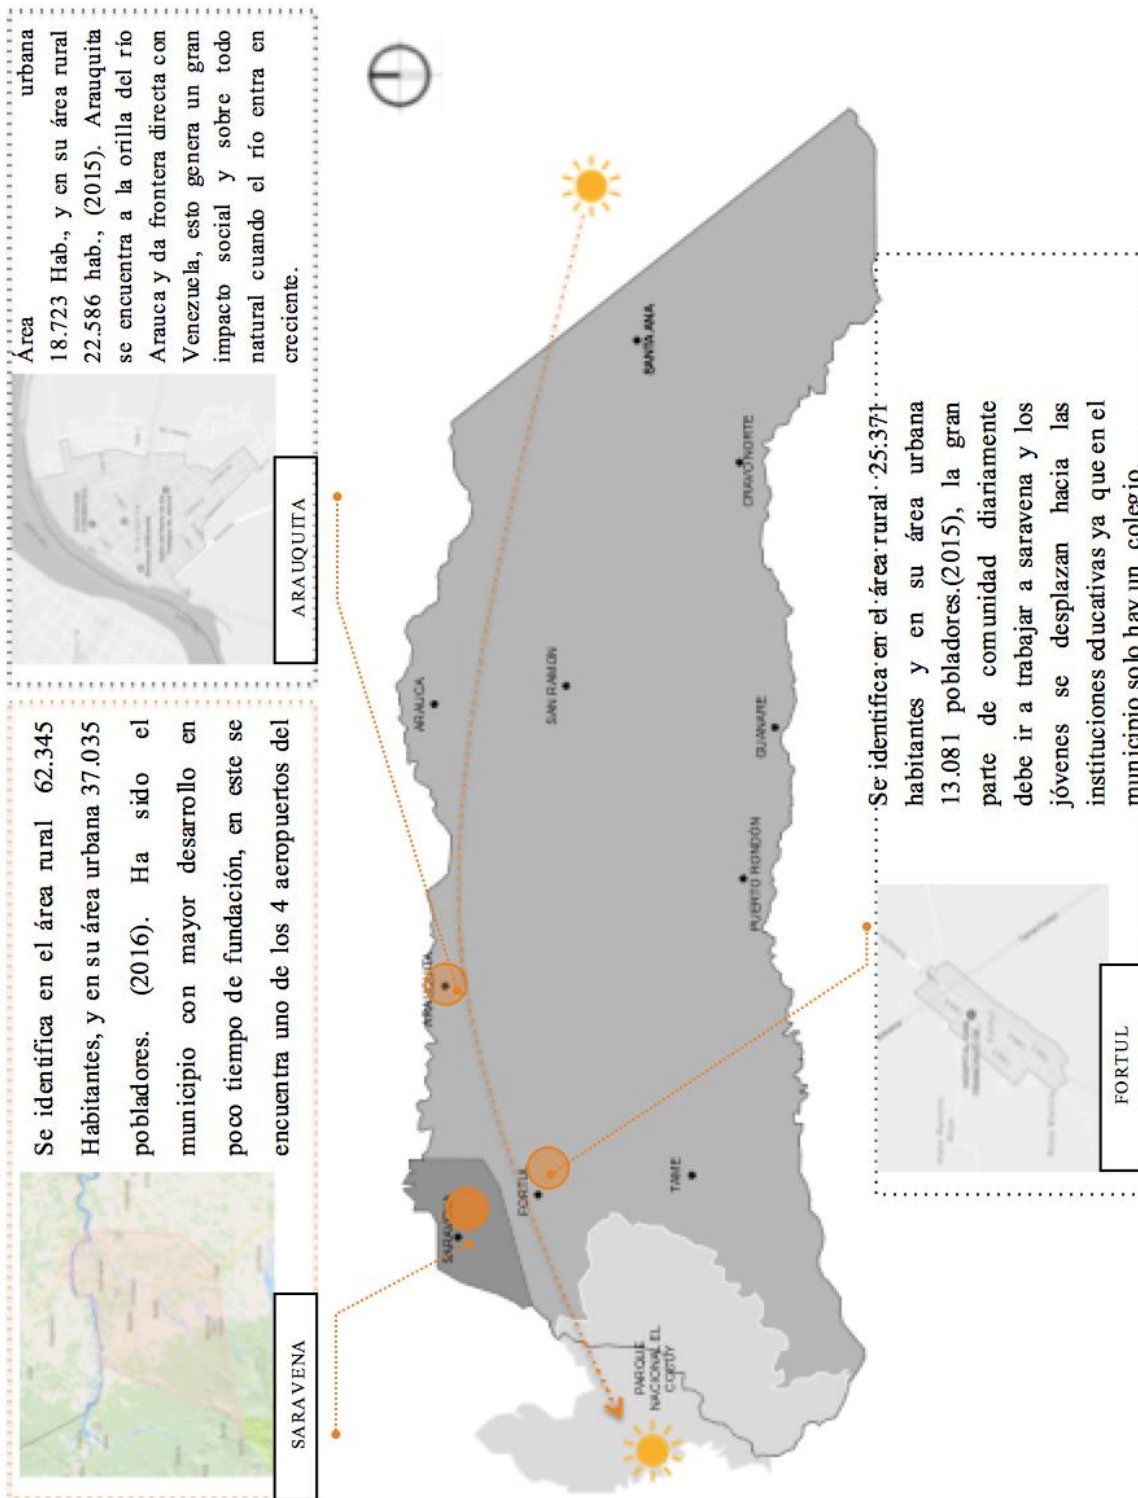 Se identifica en el área rural 62.345
Habitantes, y en su área urbana 37.035
pobladores. (2016). Ha sido el
municipio con mayor desarrollo en
poco tiempo de fundación, en este se
encuentra uno de los 4 aeropuertos del
SARAVENA
Área urbana
18.723 Hab., y en su área rural
22.586 hab., (2015). Arauquita
se encuentra a la orilla del río
Arauca y da frontera directa con
Venezuela, esto genera un gran
impacto social y sobre todo
natural cuando el río entra en
creciente.
ARAUQUITA
ARAUCA
ARAUQUITA
SARAVENA
FORTUL
SAN RAMON
SANTA ANA
TAME
PARQUE
NACIONAL EL
COCUY
PUERTO RONDÓN
GUANARE
CRAVO NORTE
Se identifica en el área rural 25.371
habitantes y en su área urbana
13.081 pobladores.(2015), la gran
parte de comunidad diariamente
debe ir a trabajar a saravena y los
jóvenes se desplazan hacia las
instituciones educativas ya que en el
municipio solo hay un colegio.
FORTUL